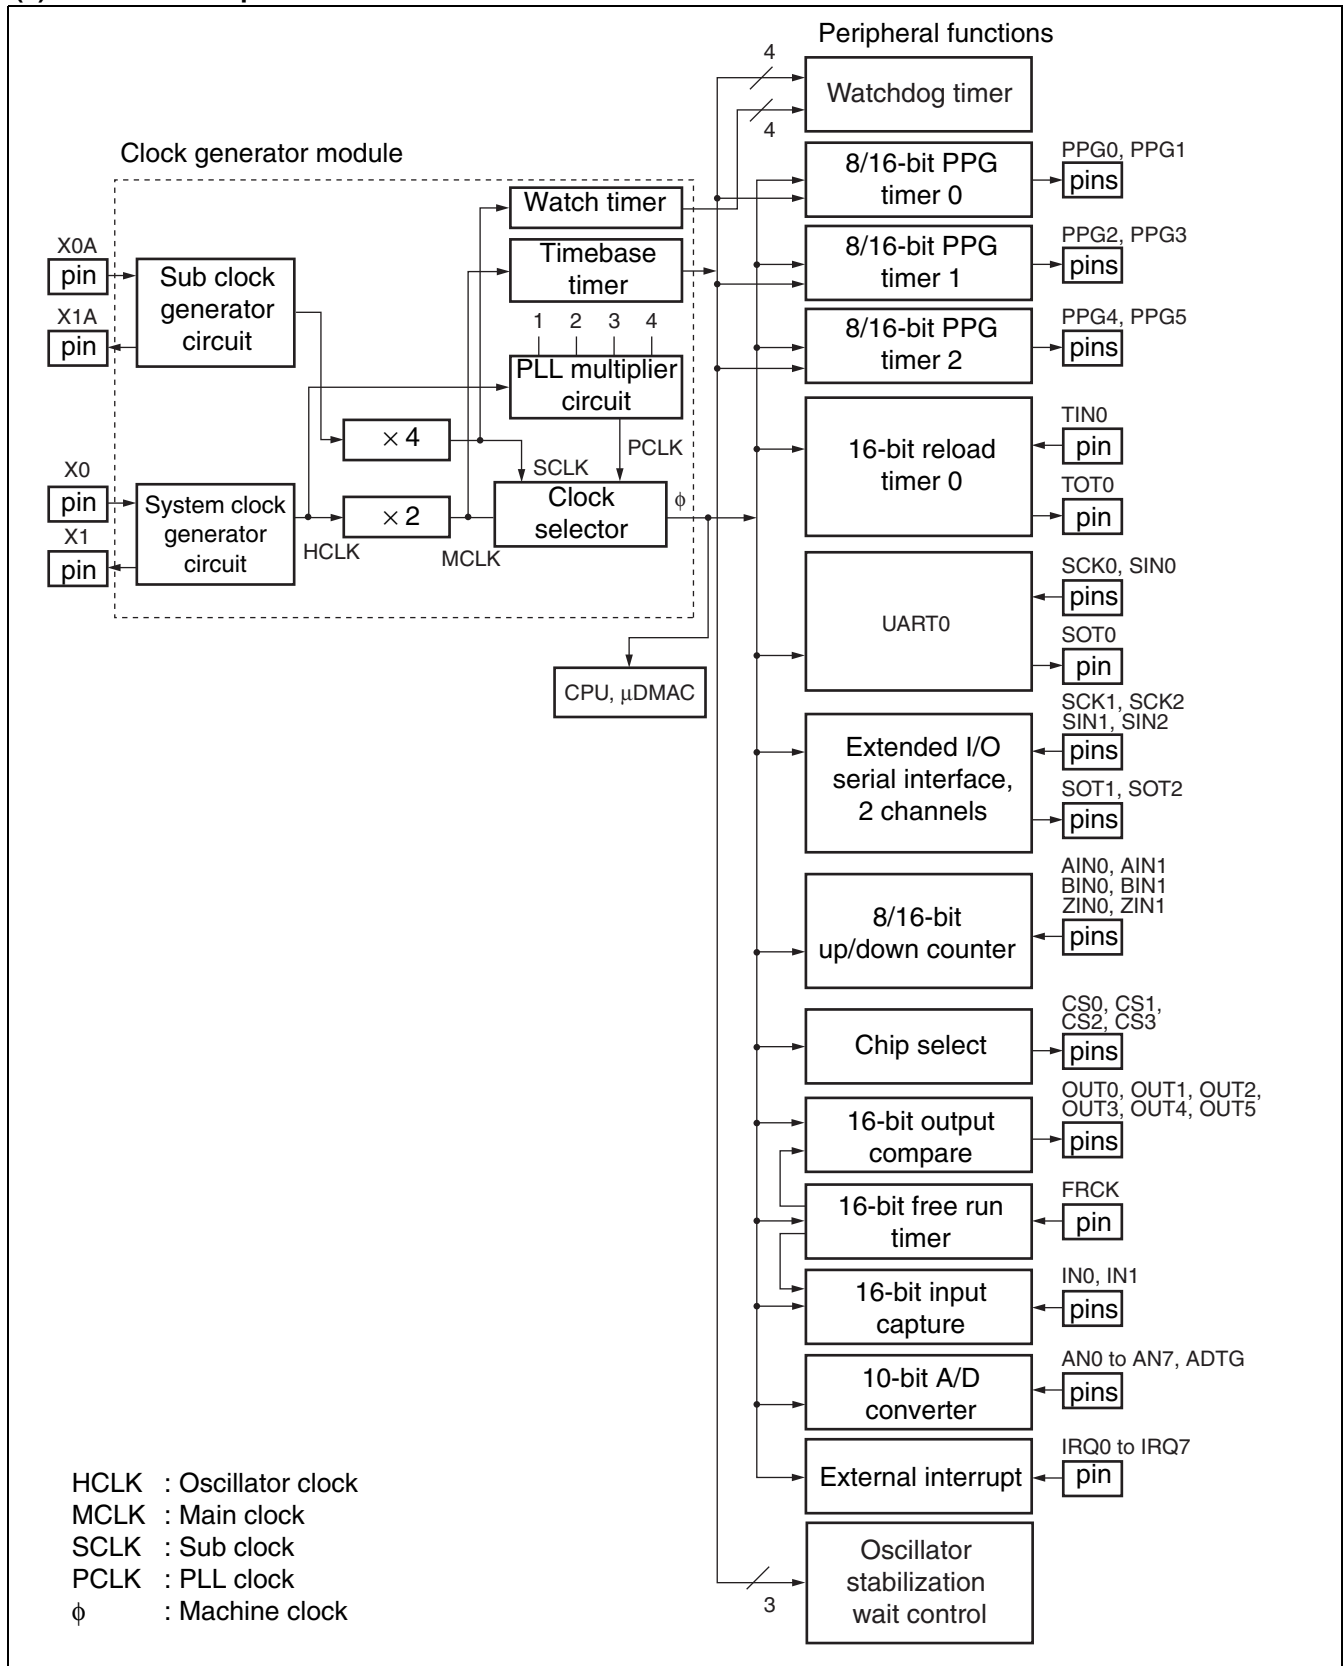 Peripheral functions
4
Watchdog timer
4
Clock generator module
PPG0, PPG1
8/16-bit PPG
timer 0
pins
Watch timer
X0A
pin
Sub clock
generator
circuit
X1A
pin
Timebase
timer
PPG2, PPG3
8/16-bit PPG
timer 1
pins
1 2 3 4
PLL multiplier
circuit
PPG4, PPG5
8/16-bit PPG
timer 2
pins
× 4
PCLK
SCLK
TIN0
pin
16-bit reload
timer 0
TOT0
pin
X0
pin
System clock
generator
circuit
X1
pin
HCLK
× 2
MCLK
Clock
selector
ϕ
CPU, µDMAC
SCK0, SIN0
pins
UART0
SOT0
pin
SCK1, SCK2
SIN1, SIN2
pins
Extended I/O
serial interface,
2 channels
SOT1, SOT2
pins
AIN0, AIN1
BIN0, BIN1
ZIN0, ZIN1
8/16-bit
up/down counter
pins
CS0, CS1,
CS2, CS3
Chip select
pins
OUT0, OUT1, OUT2,
OUT3, OUT4, OUT5
16-bit output
compare
pins
FRCK
16-bit free run
timer
pin
IN0, IN1
16-bit input
capture
pins
AN0 to AN7, ADTG
10-bit A/D
converter
pins
IRQ0 to IRQ7
External interrupt
pin
Oscillator
stabilization
wait control
3
HCLK : Oscillator clock
MCLK : Main clock
SCLK : Sub clock
PCLK : PLL clock
ϕ : Machine clock